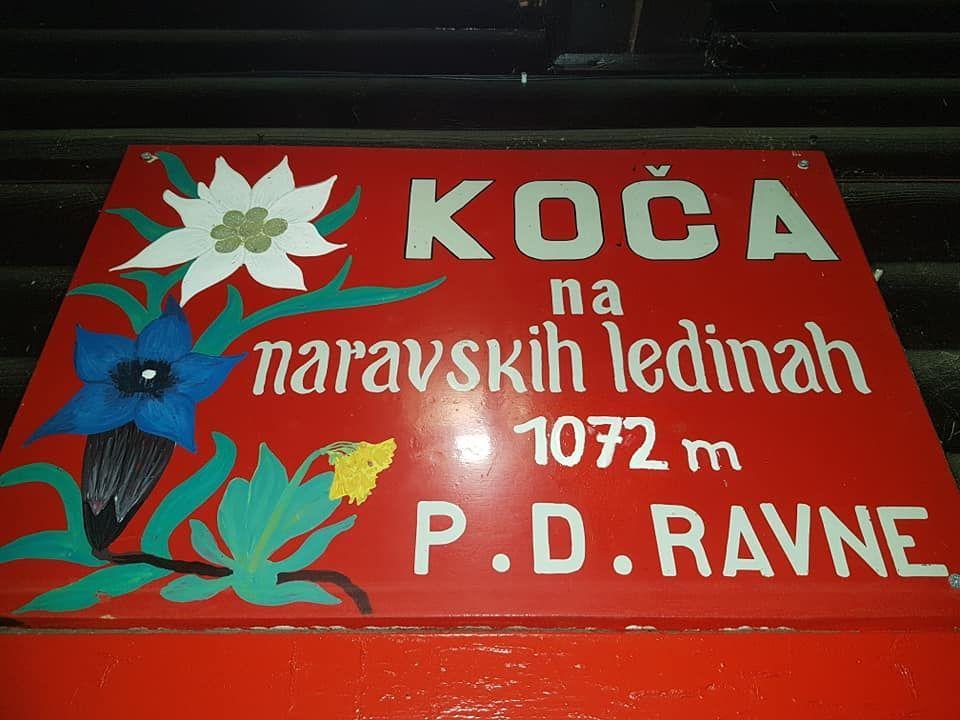 KOČA
na
naravskih ledinah
1072 m
P.D. RAVNE